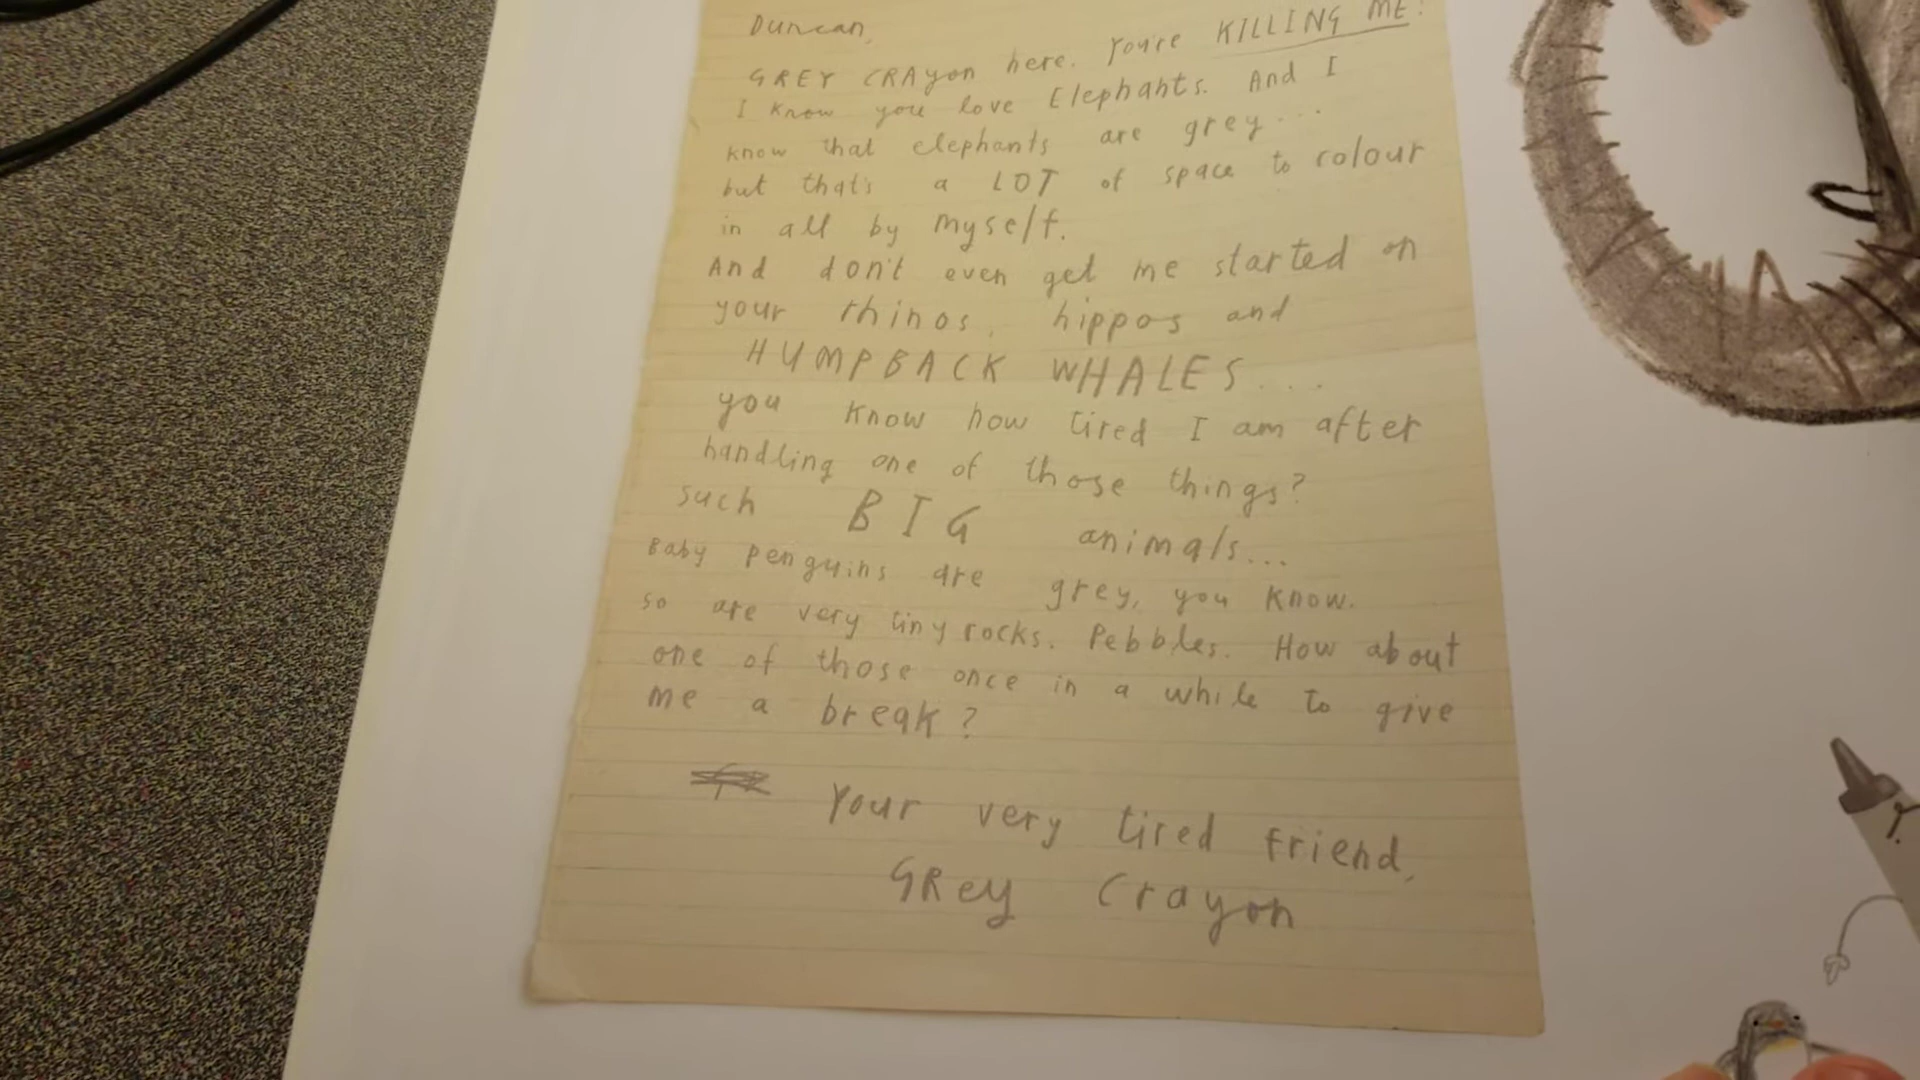 Duncan,
GREY CRAyon here. You're KILLING ME!
I know you love Elephants. And I
know that elephants are grey...
but that's a LOT of space to colour
in all by myself.
And don't even get me started on
your rhinos, hippos and
HUMPBACK WHALES....
you know how tired I am after
handling one of those things?
such BIG animals...
Baby penguins are grey, you know.
so are very tiny rocks. Pebbles. How about
one of those once in a while to give
me a break?
Your very tired friend,
GRey Crayon